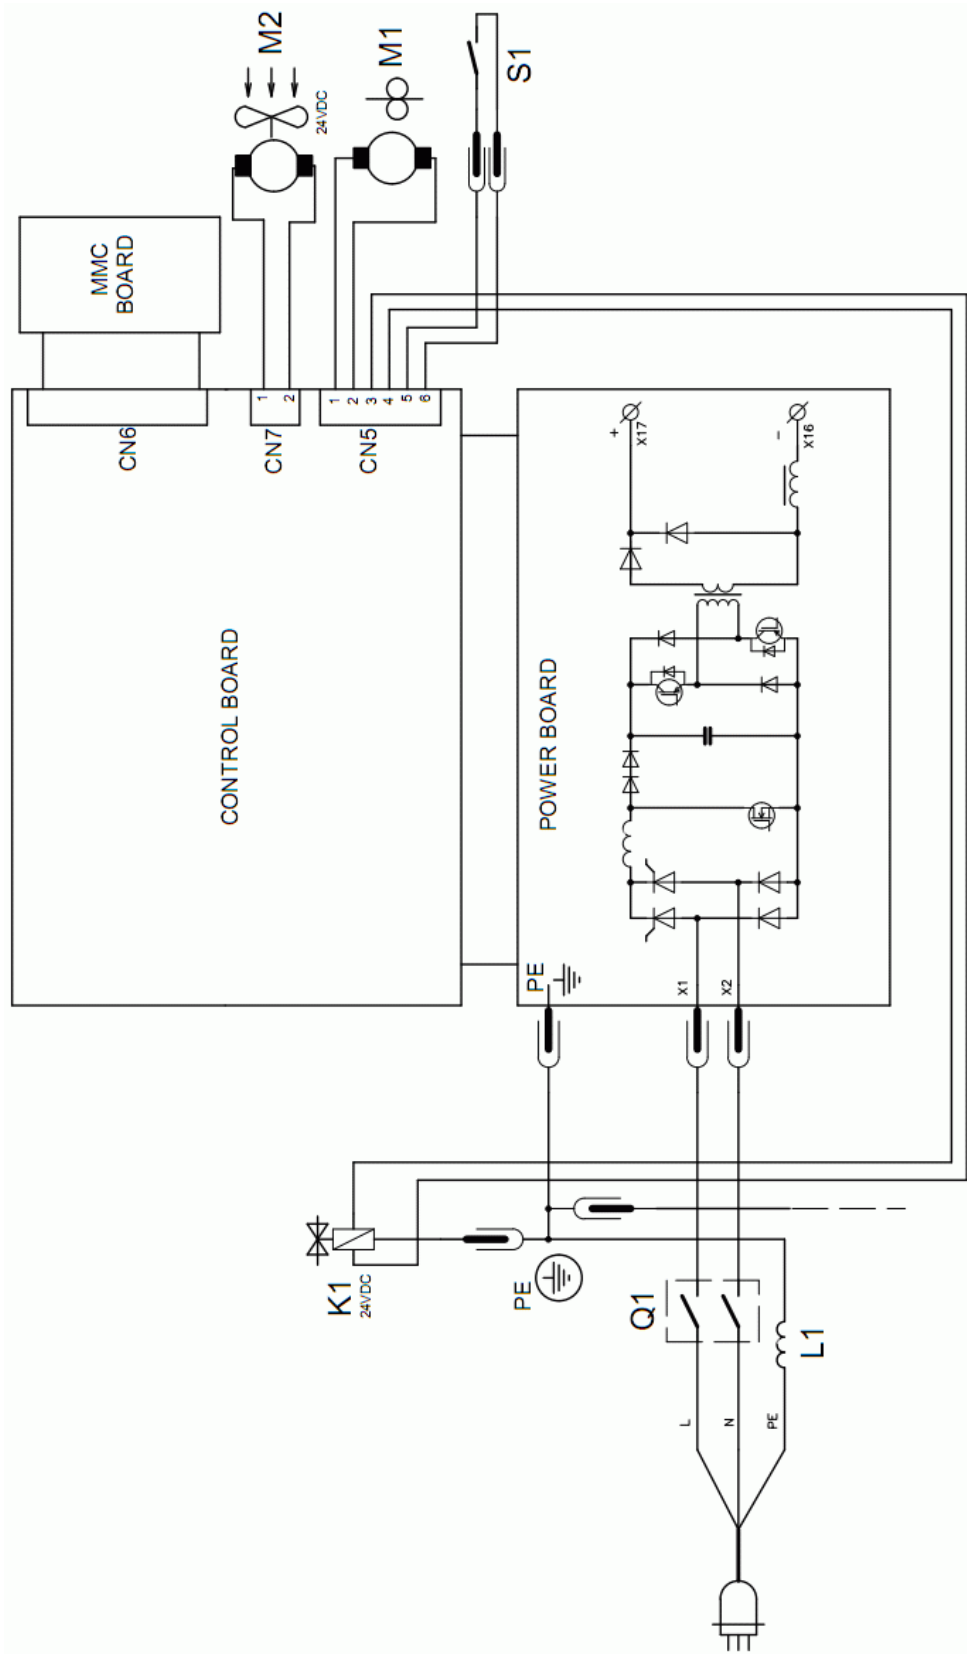 M2
24VDC
M1
S1
MMC
BOARD
CN6
1
2
CN7
1
2
3
4
5
6
CN5
CONTROL BOARD
POWER BOARD
+
X17
-
X16
PE
X1
X2
K1
24VDC
PE
Q1
L1
L
N
PE